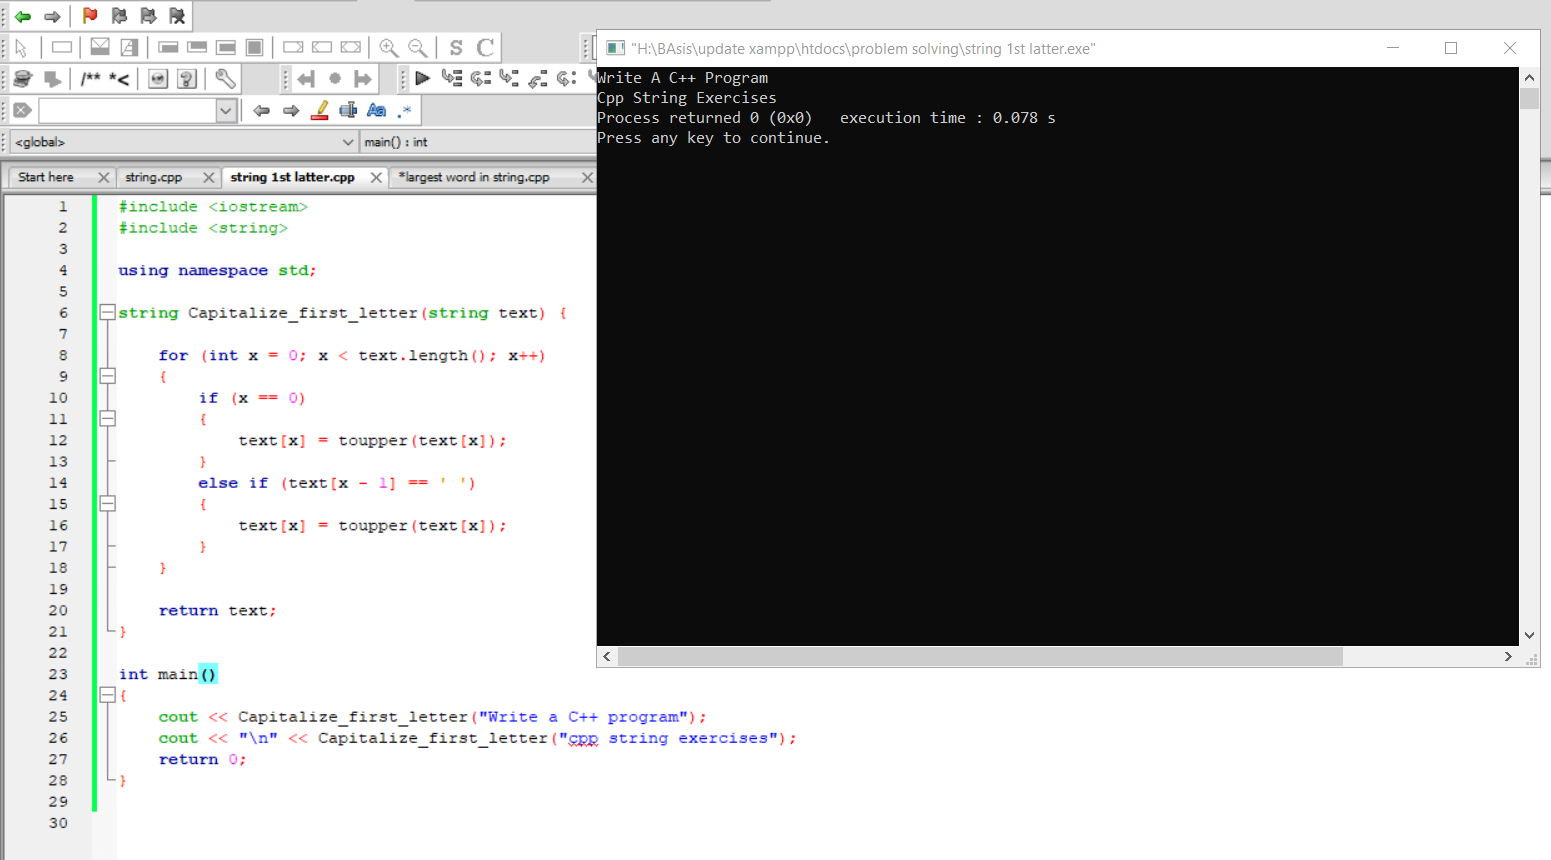 /** *<
S C
Aa .*
<global> main() : int
Start here string.cpp string 1st latter.cpp *largest word in string.cpp
1 #include <iostream>
2 #include <string>
3
4 using namespace std;
5
6 string Capitalize_first_letter(string text) {
7
8 for (int x = 0; x < text.length(); x++)
9 {
10 if (x == 0)
11 {
12 text[x] = toupper(text[x]);
13 }
14 else if (text[x - 1] == ' ')
15 {
16 text[x] = toupper(text[x]);
17 }
18 }
19
20 return text;
21 }
22
23 int main()
24 {
25 cout << Capitalize_first_letter("Write a C++ program");
26 cout << "\n" << Capitalize_first_letter("cpp string exercises");
27 return 0;
28 }
29
30
"H:\BAsis\update xampp\htdocs\problem solving\string 1st latter.exe"
Write A C++ Program
Cpp String Exercises
Process returned 0 (0x0)   execution time : 0.078 s
Press any key to continue.